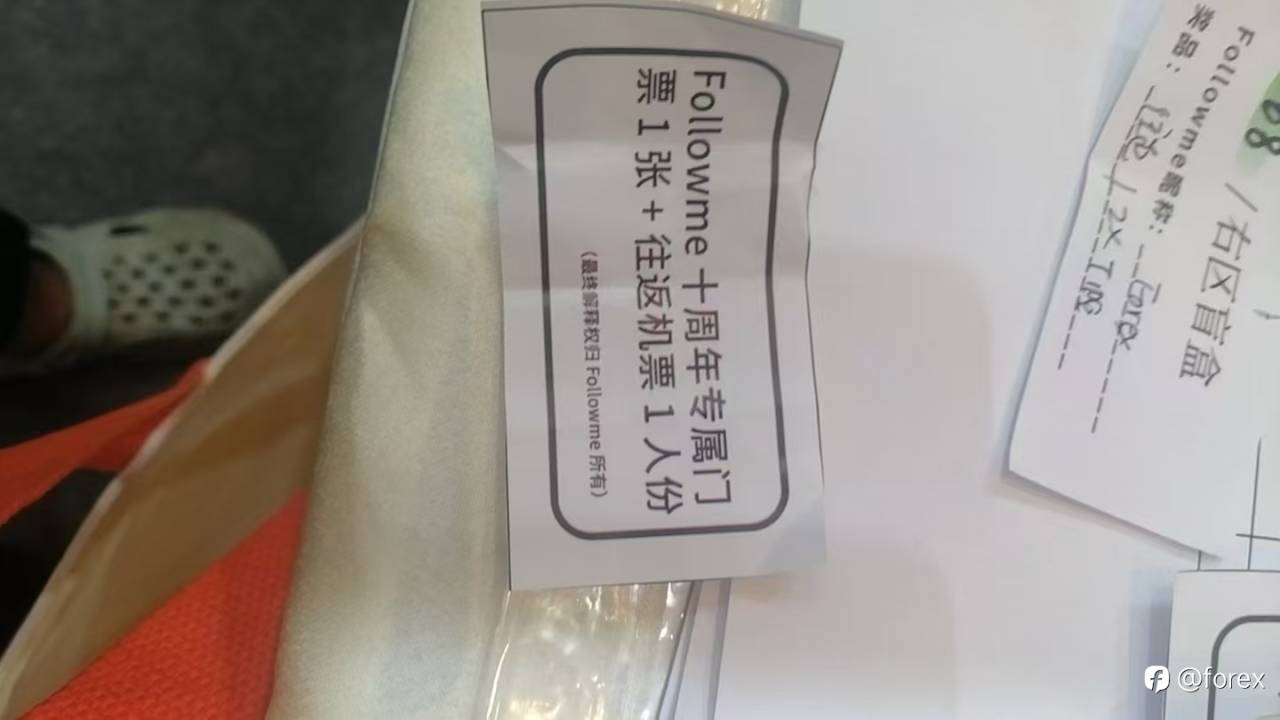 Followme 十周年专属门
票 1 张 + 往返机票 1 人份
（最终解释权归 Followme 所有）
08 / 右区盲盒
Followme昵称：
奖品：
@forex